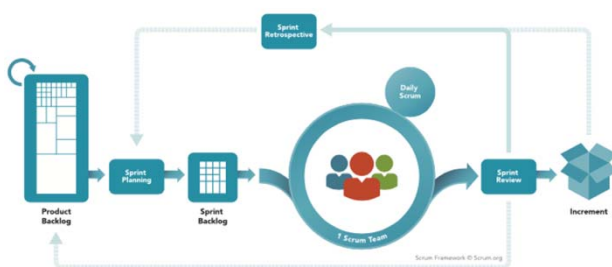 Sprint
Retrospective
Daily
Scrum
Sprint
Planning
Sprint
Review
Product
Backlog
Sprint
Backlog
1 Scrum Team
Increment
Scrum Framework © Scrum.org